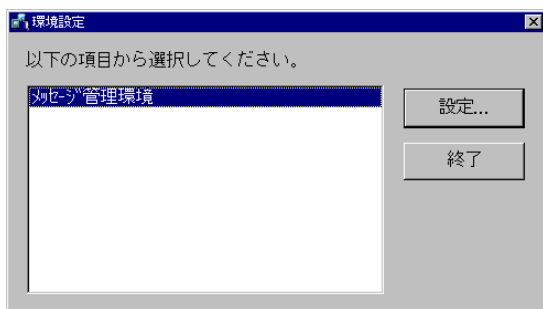 環境設定
以下の項目から選択してください。
ﾒｯｾｰｼﾞ管理環境
設定...
終了